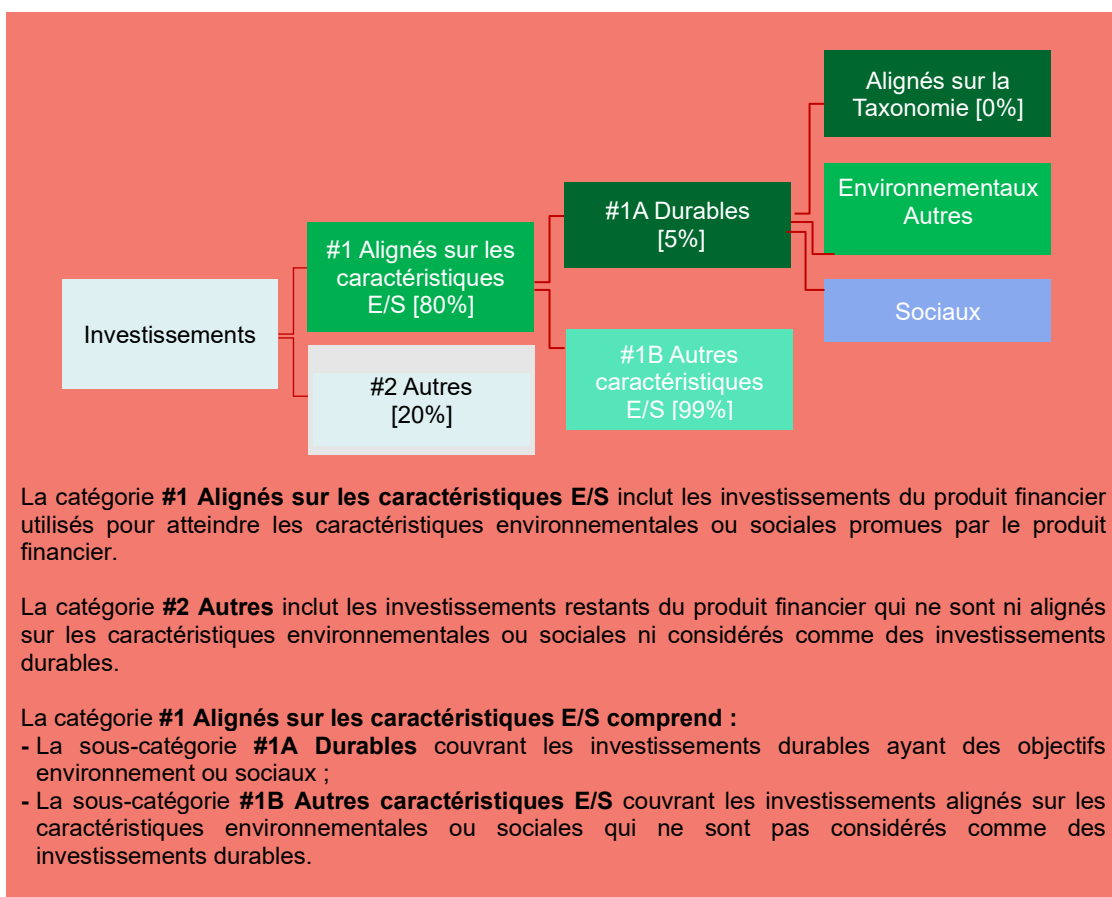 Alignés sur la
Taxonomie [0%]
Environnementaux
Autres
#1A Durables
[5%]
#1 Alignés sur les
caractéristiques
E/S [80%]
Sociaux
Investissements
#1B Autres
caractéristiques
E/S [99%]
#2 Autres
[20%]
La catégorie #1 Alignés sur les caractéristiques E/S inclut les investissements du produit financier
utilisés pour atteindre les caractéristiques environnementales ou sociales promues par le produit
financier.
La catégorie #2 Autres inclut les investissements restants du produit financier qui ne sont ni alignés
sur les caractéristiques environnementales ou sociales ni considérés comme des investissements
durables.
La catégorie #1 Alignés sur les caractéristiques E/S comprend :
- La sous-catégorie #1A Durables couvrant les investissements durables ayant des objectifs
environnement ou sociaux ;
- La sous-catégorie #1B Autres caractéristiques E/S couvrant les investissements alignés sur les
caractéristiques environnementales ou sociales qui ne sont pas considérés comme des
investissements durables.